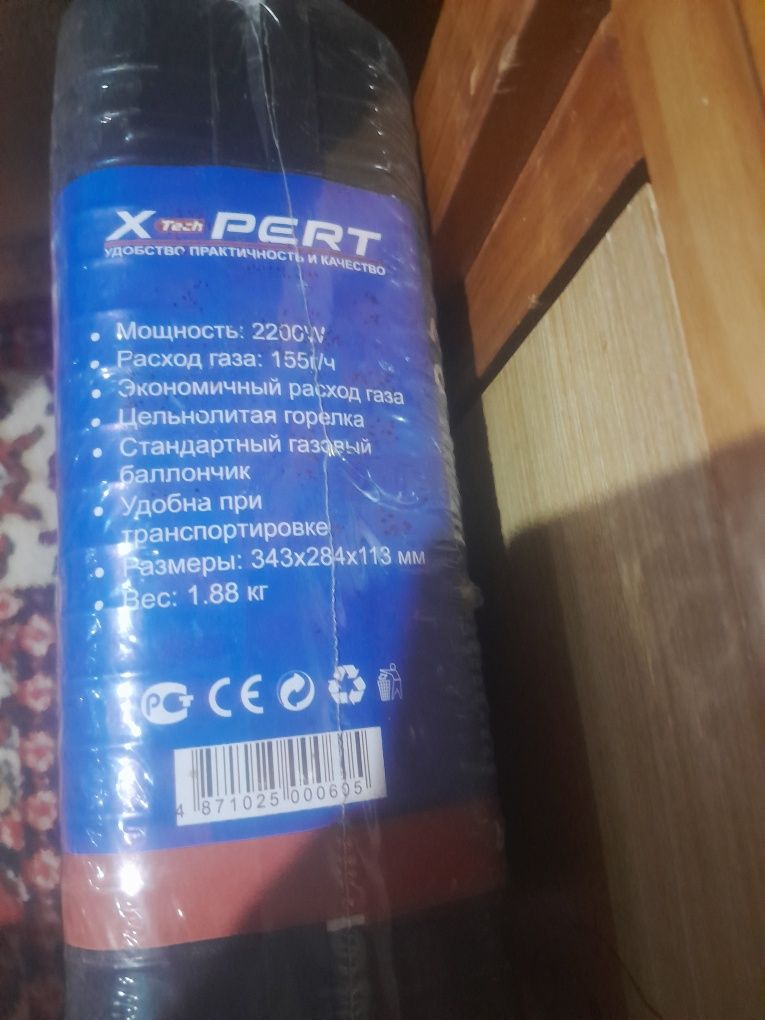 X Tech PERT
УДОБСТВО ПРАКТИЧНОСТЬ И КАЧЕСТВО
• Мощность: 2200W
• Расход газа: 155г/ч
• Экономичный расход газа
• Цельнолитая горелка
• Стандартный газовый
баллончик
• Удобна при
транспортировке
• Размеры: 343x284x113 мм
• Вес: 1.88 кг
РСТ CE
4 871025 000605